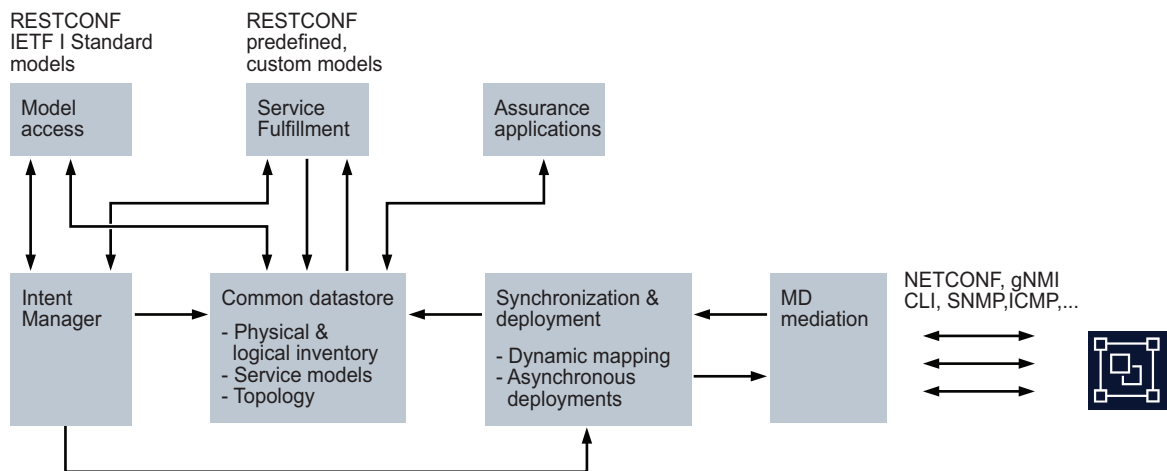 RESTCONF
IETF I Standard
models
RESTCONF
predefined,
custom models
Model
access
Service
Fulfillment
Assurance
applications
Intent
Manager
Common datastore
- Physical &
logical inventory
- Service models
- Topology
Synchronization &
deployment
- Dynamic mapping
- Asynchronous
deployments
MD
mediation
NETCONF, gNMI
CLI, SNMP,ICMP,...